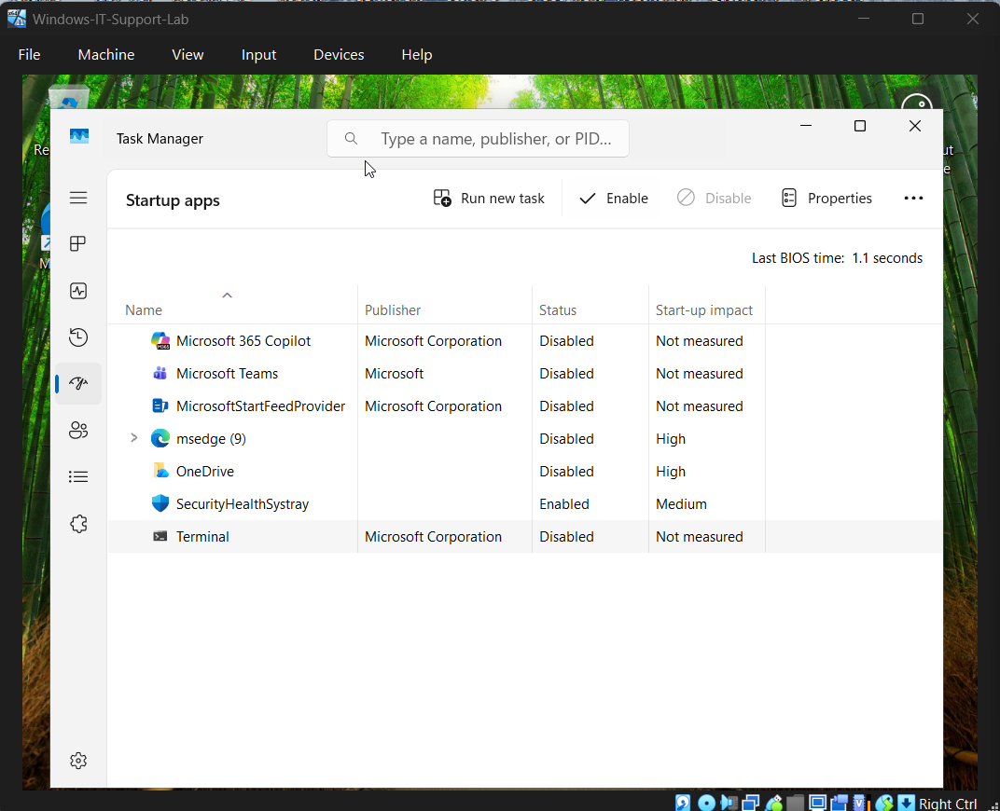 Windows-IT-Support-Lab
File Machine View Input Devices Help
Task Manager
Type a name, publisher, or PID...
Startup apps
Run new task
Enable
Disable
Properties
Last BIOS time: 1.1 seconds
Name Publisher Status Start-up impact
Microsoft 365 Copilot Microsoft Corporation Disabled Not measured
Microsoft Teams Microsoft Disabled Not measured
MicrosoftStartFeedProvider Microsoft Corporation Disabled Not measured
msedge (9) Disabled High
OneDrive Disabled High
SecurityHealthSystray Enabled Medium
Terminal Microsoft Corporation Disabled Not measured
Right Ctrl